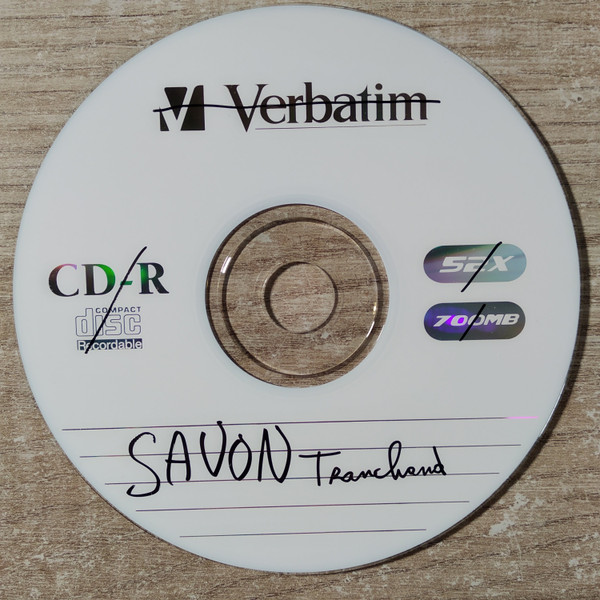 Verbatim
CD-R
52X
COMPACT
disc
Recordable
700MB
SAVON Tranchand